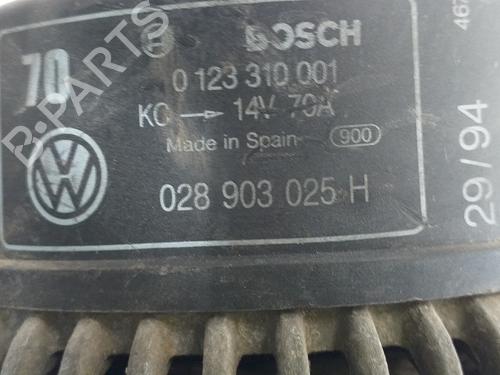 70 BOSCH
0 123 310 001
KC → 14V 70A
Made in Spain 900
028 903 025 H
29/94
467
B-PARTS